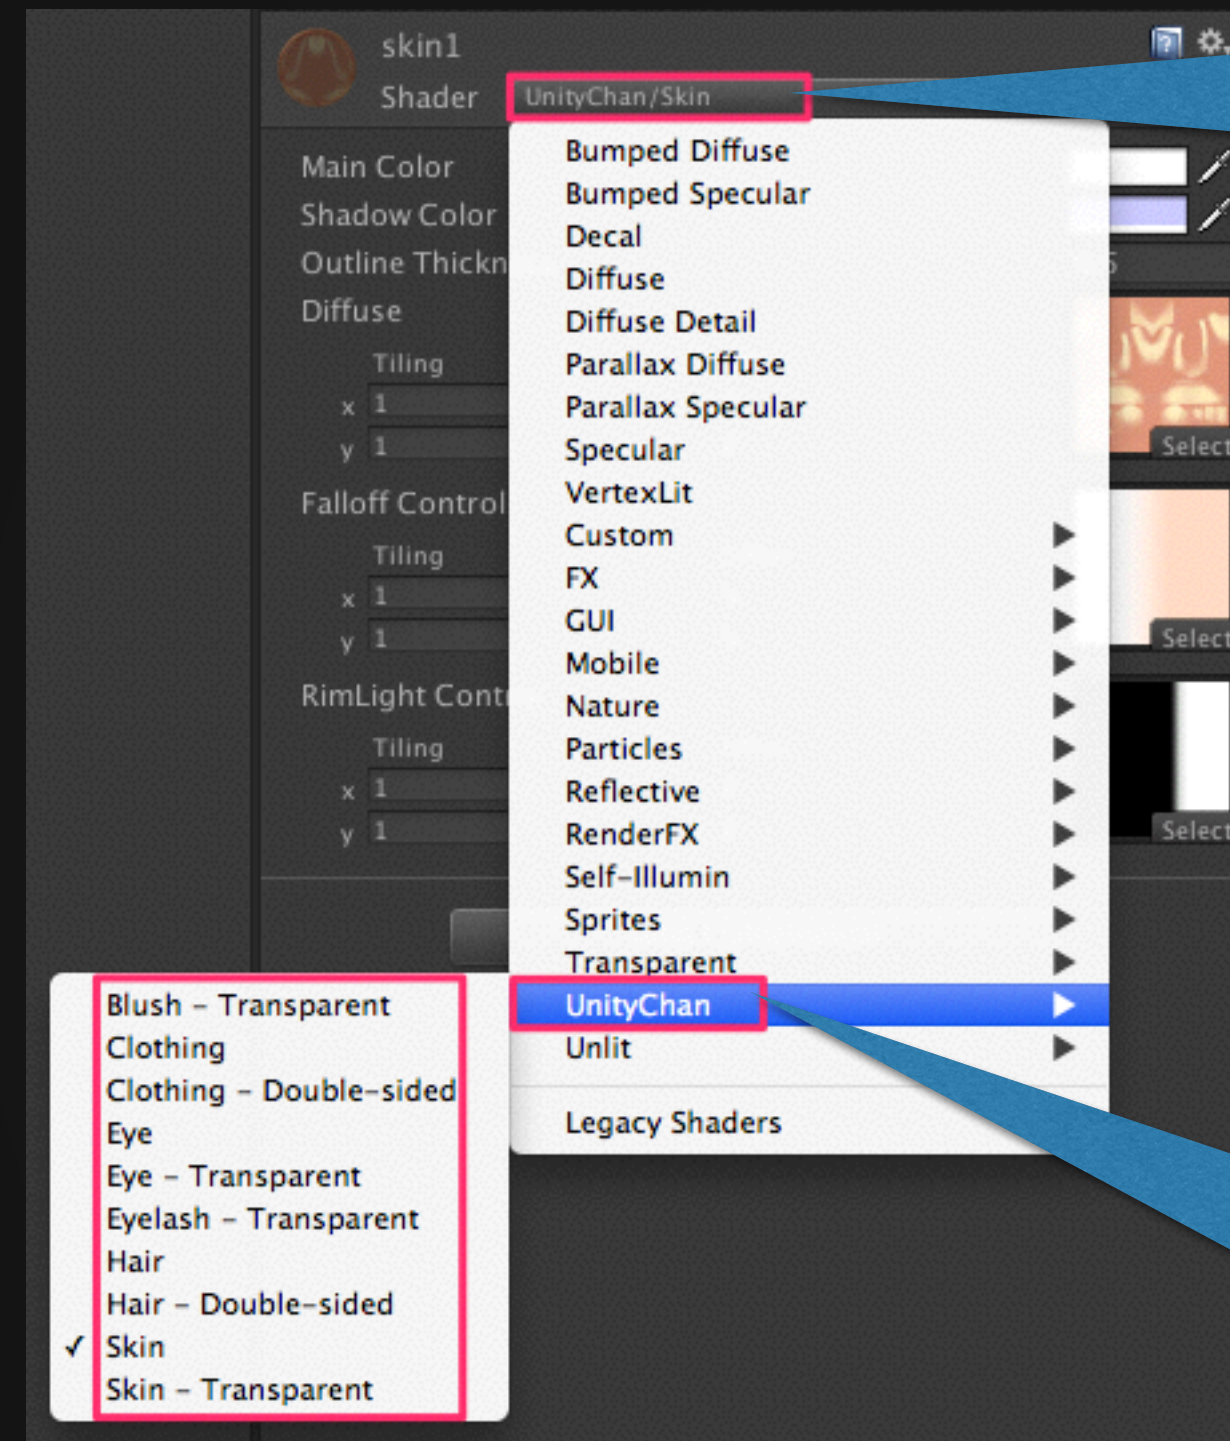 skin1
Shader UnityChan/Skin
Main Color
Shadow Color
Outline Thickn
Diffuse
Tiling
x 1
y 1
Select
Falloff Control
Tiling
x 1
y 1
Select
RimLight Cont
Tiling
x 1
y 1
Select
Bumped Diffuse
Bumped Specular
Decal
Diffuse
Diffuse Detail
Parallax Diffuse
Parallax Specular
Specular
VertexLit
Custom
FX
GUI
Mobile
Nature
Particles
Reflective
RenderFX
Self-Illumin
Sprites
Transparent
UnityChan
Unlit
Legacy Shaders
Blush - Transparent
Clothing
Clothing - Double-sided
Eye
Eye - Transparent
Eyelash - Transparent
Hair
Hair - Double-sided
✓ Skin
Skin - Transparent